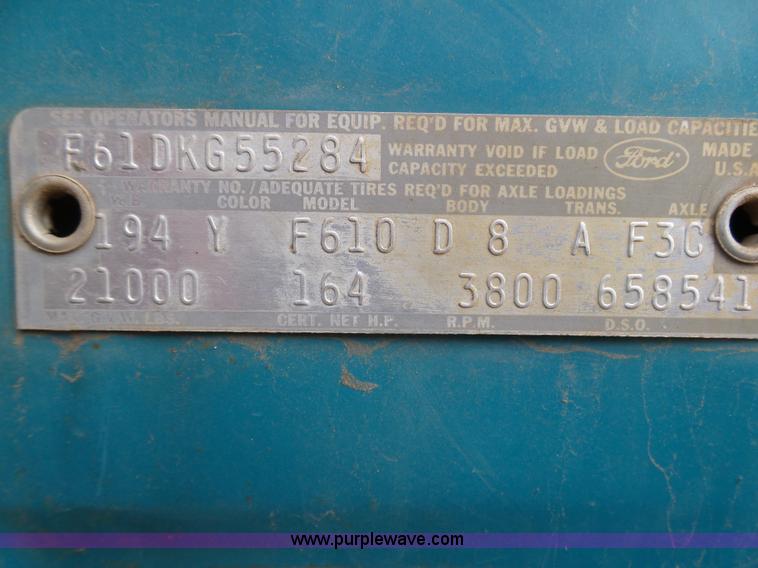 SEE OPERATORS MANUAL FOR EQUIP. REQ'D FOR MAX. GVW & LOAD CAPACITIE
F61DKG55284 WARRANTY VOID IF LOAD CAPACITY EXCEEDED Ford MADE U.S.A
WARRANTY NO./ADEQUATE TIRES REQ'D FOR AXLE LOADINGS
W.B. COLOR MODEL BODY TRANS. AXLE
194 Y F610 D 8 A F3C
21000 164 3800 658541
G.V.W. LBS. CERT. NET H.P. R.P.M. D.S.O.
www.purplewave.com